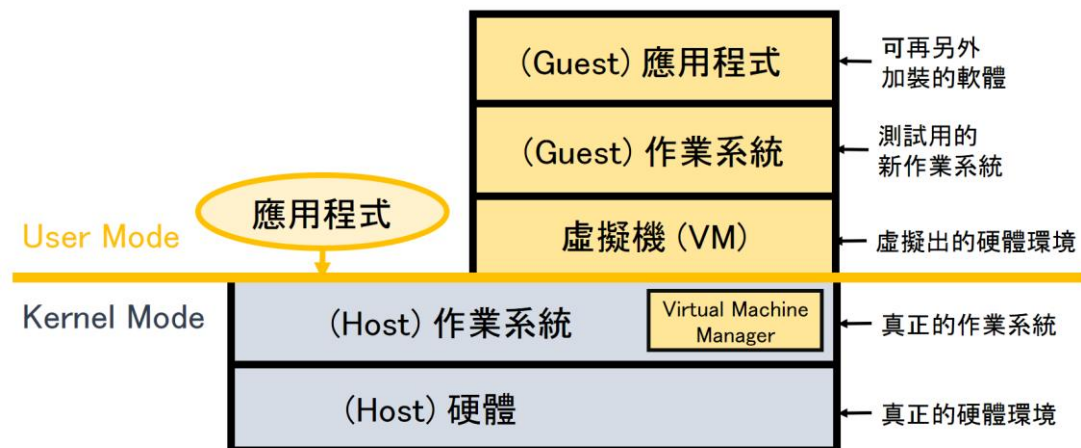 (Guest) 應用程式
可再另外
加裝的軟體
(Guest) 作業系統
測試用的
新作業系統
應用程式
User Mode
虛擬機 (VM)
虛擬出的硬體環境
Kernel Mode
(Host) 作業系統
Virtual Machine
Manager
真正的作業系統
(Host) 硬體
真正的硬體環境